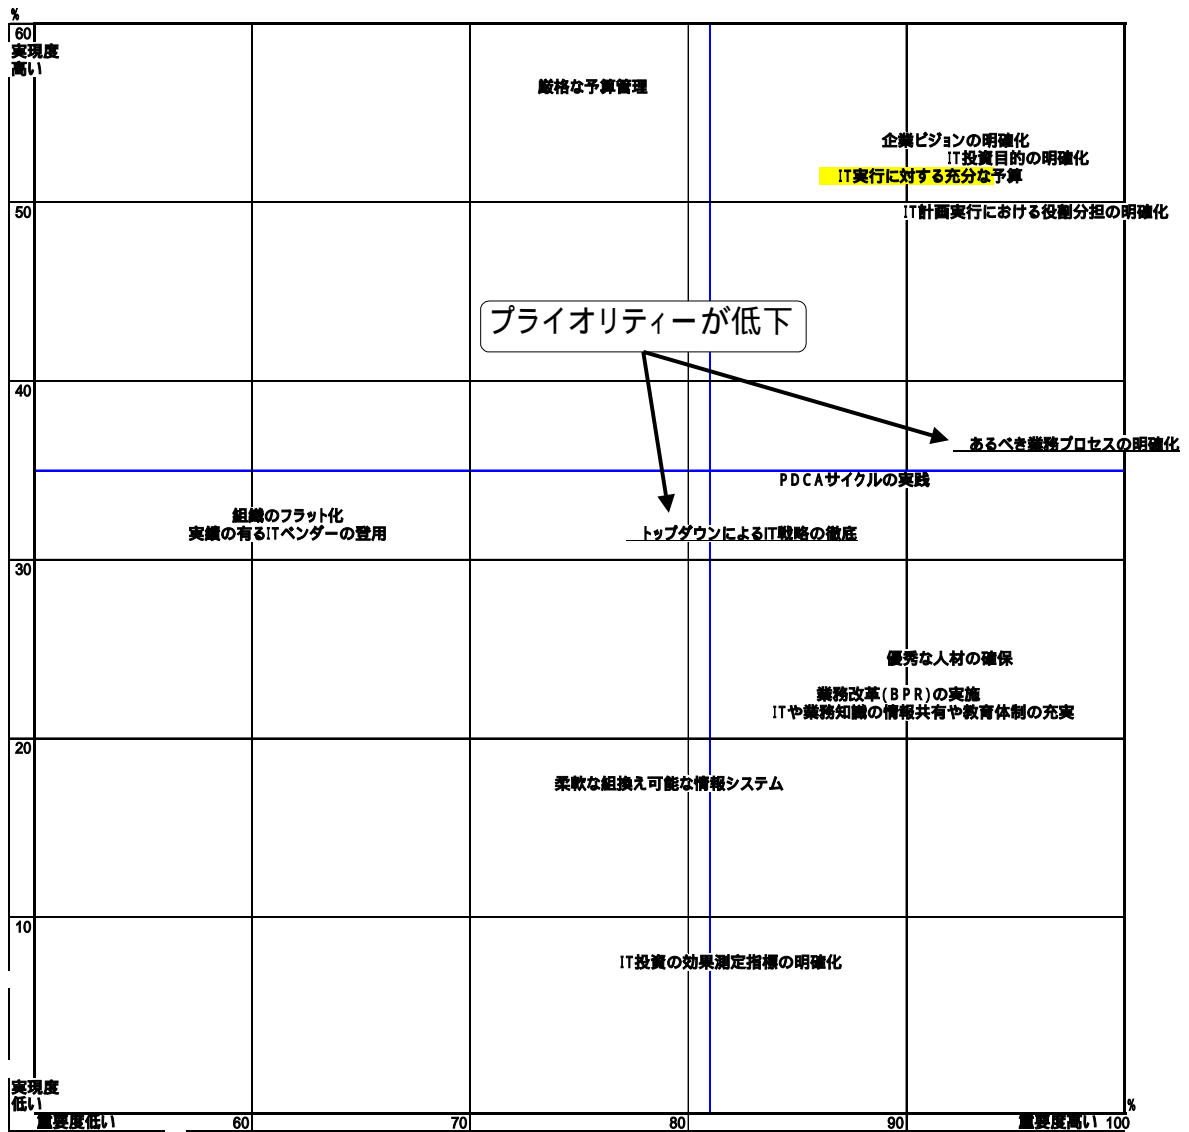 %
60
実現度
高い
厳格な予算管理
企業ビジョンの明確化
IT投資目的の明確化
IT実行に対する充分な予算
50
IT計画実行における役割分担の明確化
プライオリティーが低下
40
あるべき業務プロセスの明確化
PDCAサイクルの実践
組織のフラット化
実績の有るITベンダーの登用
トップダウンによるIT戦略の徹底
30
優秀な人材の確保
業務改革(BPR)の実施
ITや業務知識の情報共有や教育体制の充実
20
柔軟な組換え可能な情報システム
10
IT投資の効果測定指標の明確化
実現度
低い
%
重要度低い 60 70 80 90 重要度高い 100